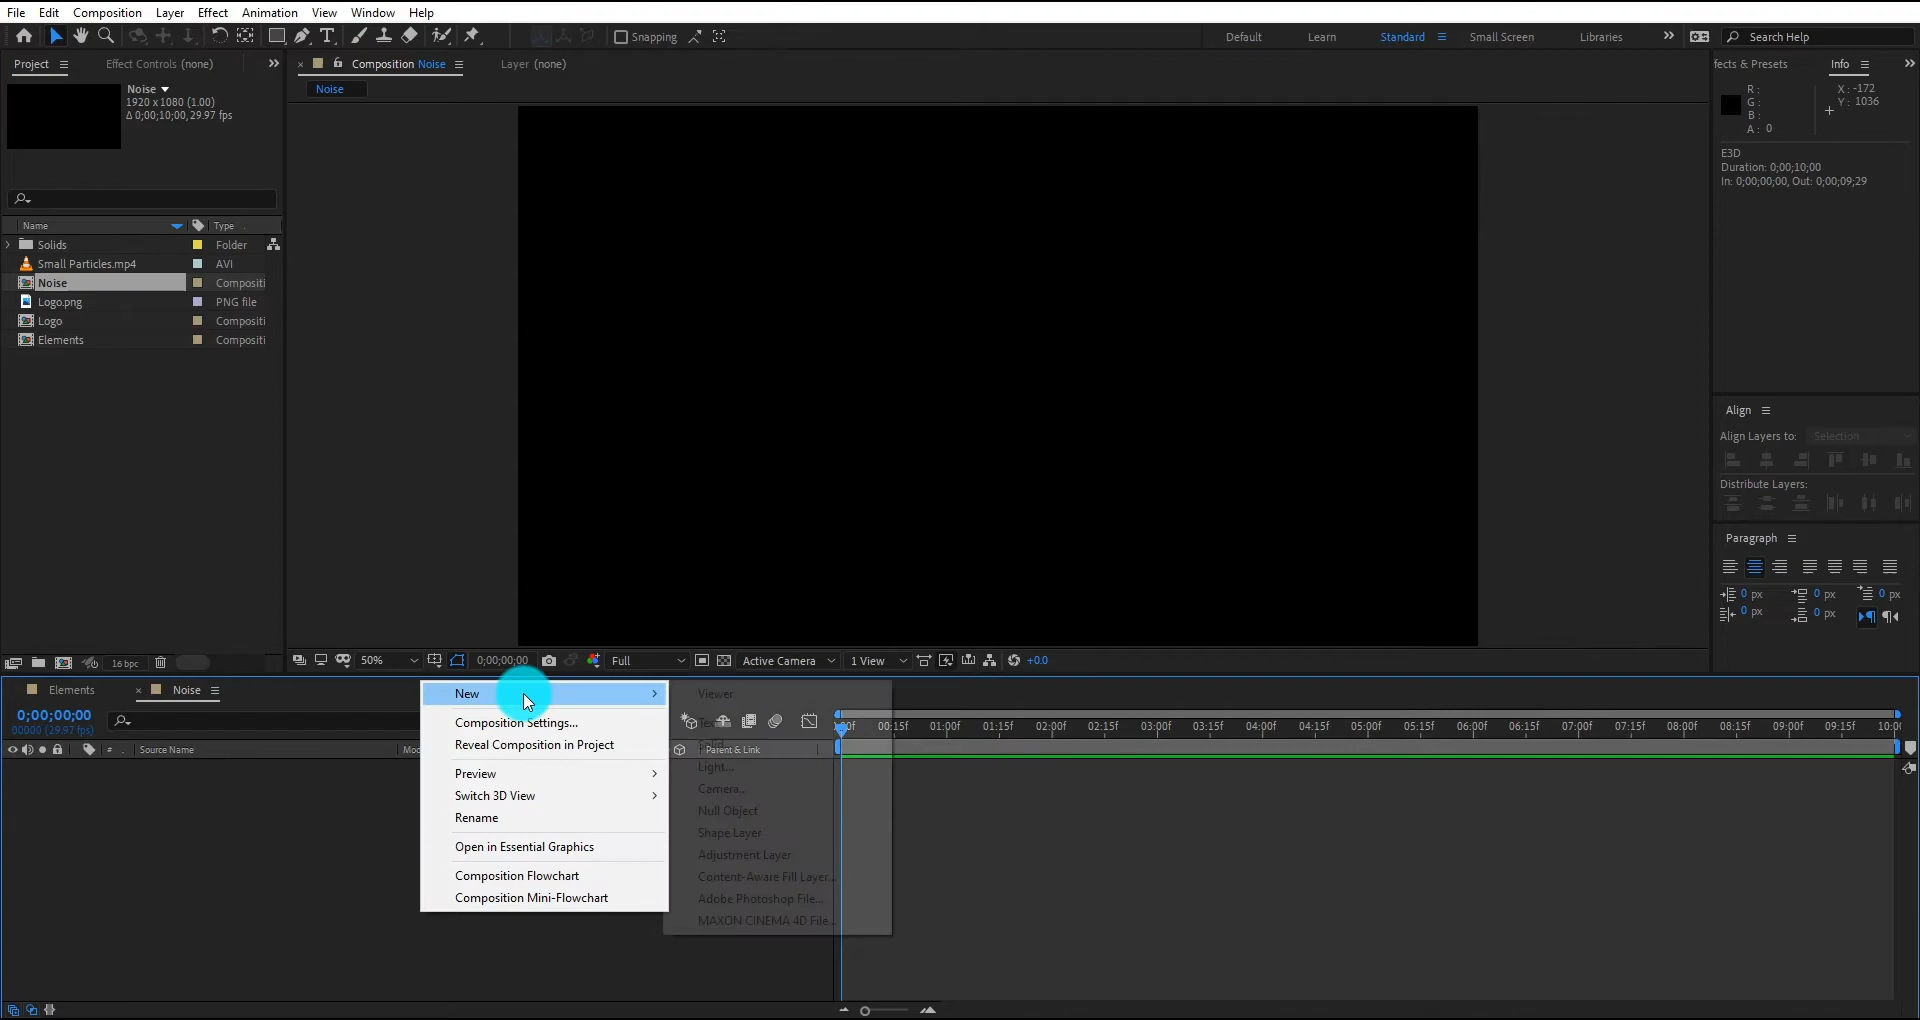 File Edit Composition Layer Effect Animation View Window Help
Snapping
Default Learn Standard Small Screen Libraries Search Help
Project Effect Controls (none)
Composition Noise Layer (none)
fects & Presets Info
Noise
1920 x 1080 (1.00)
Δ 0;00;10;00, 29.97 fps
Noise
R :
G :
B :
A : 0
X : -172
Y : 1036
E3D
Duration: 0;00;10;00
In: 0;00;00;00, Out: 0;00;09;29
Name Type
Solids Folder
Small Particles.mp4 AVI
Noise Compositi
Logo.png PNG file
Logo Compositi
Elements Compositi
Align
Align Layers to: Selection
Distribute Layers:
Paragraph
0 px 0 px 0 px
0 px 0 px
16 bpc
50% 0;00;00;00 Full Active Camera 1 View +0.0
Elements Noise
0;00;00;00
00000 (29.97 fps)
# Source Name Parent & Link
New
Composition Settings...
Reveal Composition in Project
Preview
Switch 3D View
Rename
Open in Essential Graphics
Composition Flowchart
Composition Mini-Flowchart
Viewer
Light...
Camera...
Null Object
Shape Layer
Adjustment Layer
Content-Aware Fill Layer...
Adobe Photoshop File...
MAXON CINEMA 4D File...
00:15f 01:00f 01:15f 02:00f 02:15f 03:00f 03:15f 04:00f 04:15f 05:00f 05:15f 06:00f 06:15f 07:00f 07:15f 08:00f 08:15f 09:00f 09:15f 10:0